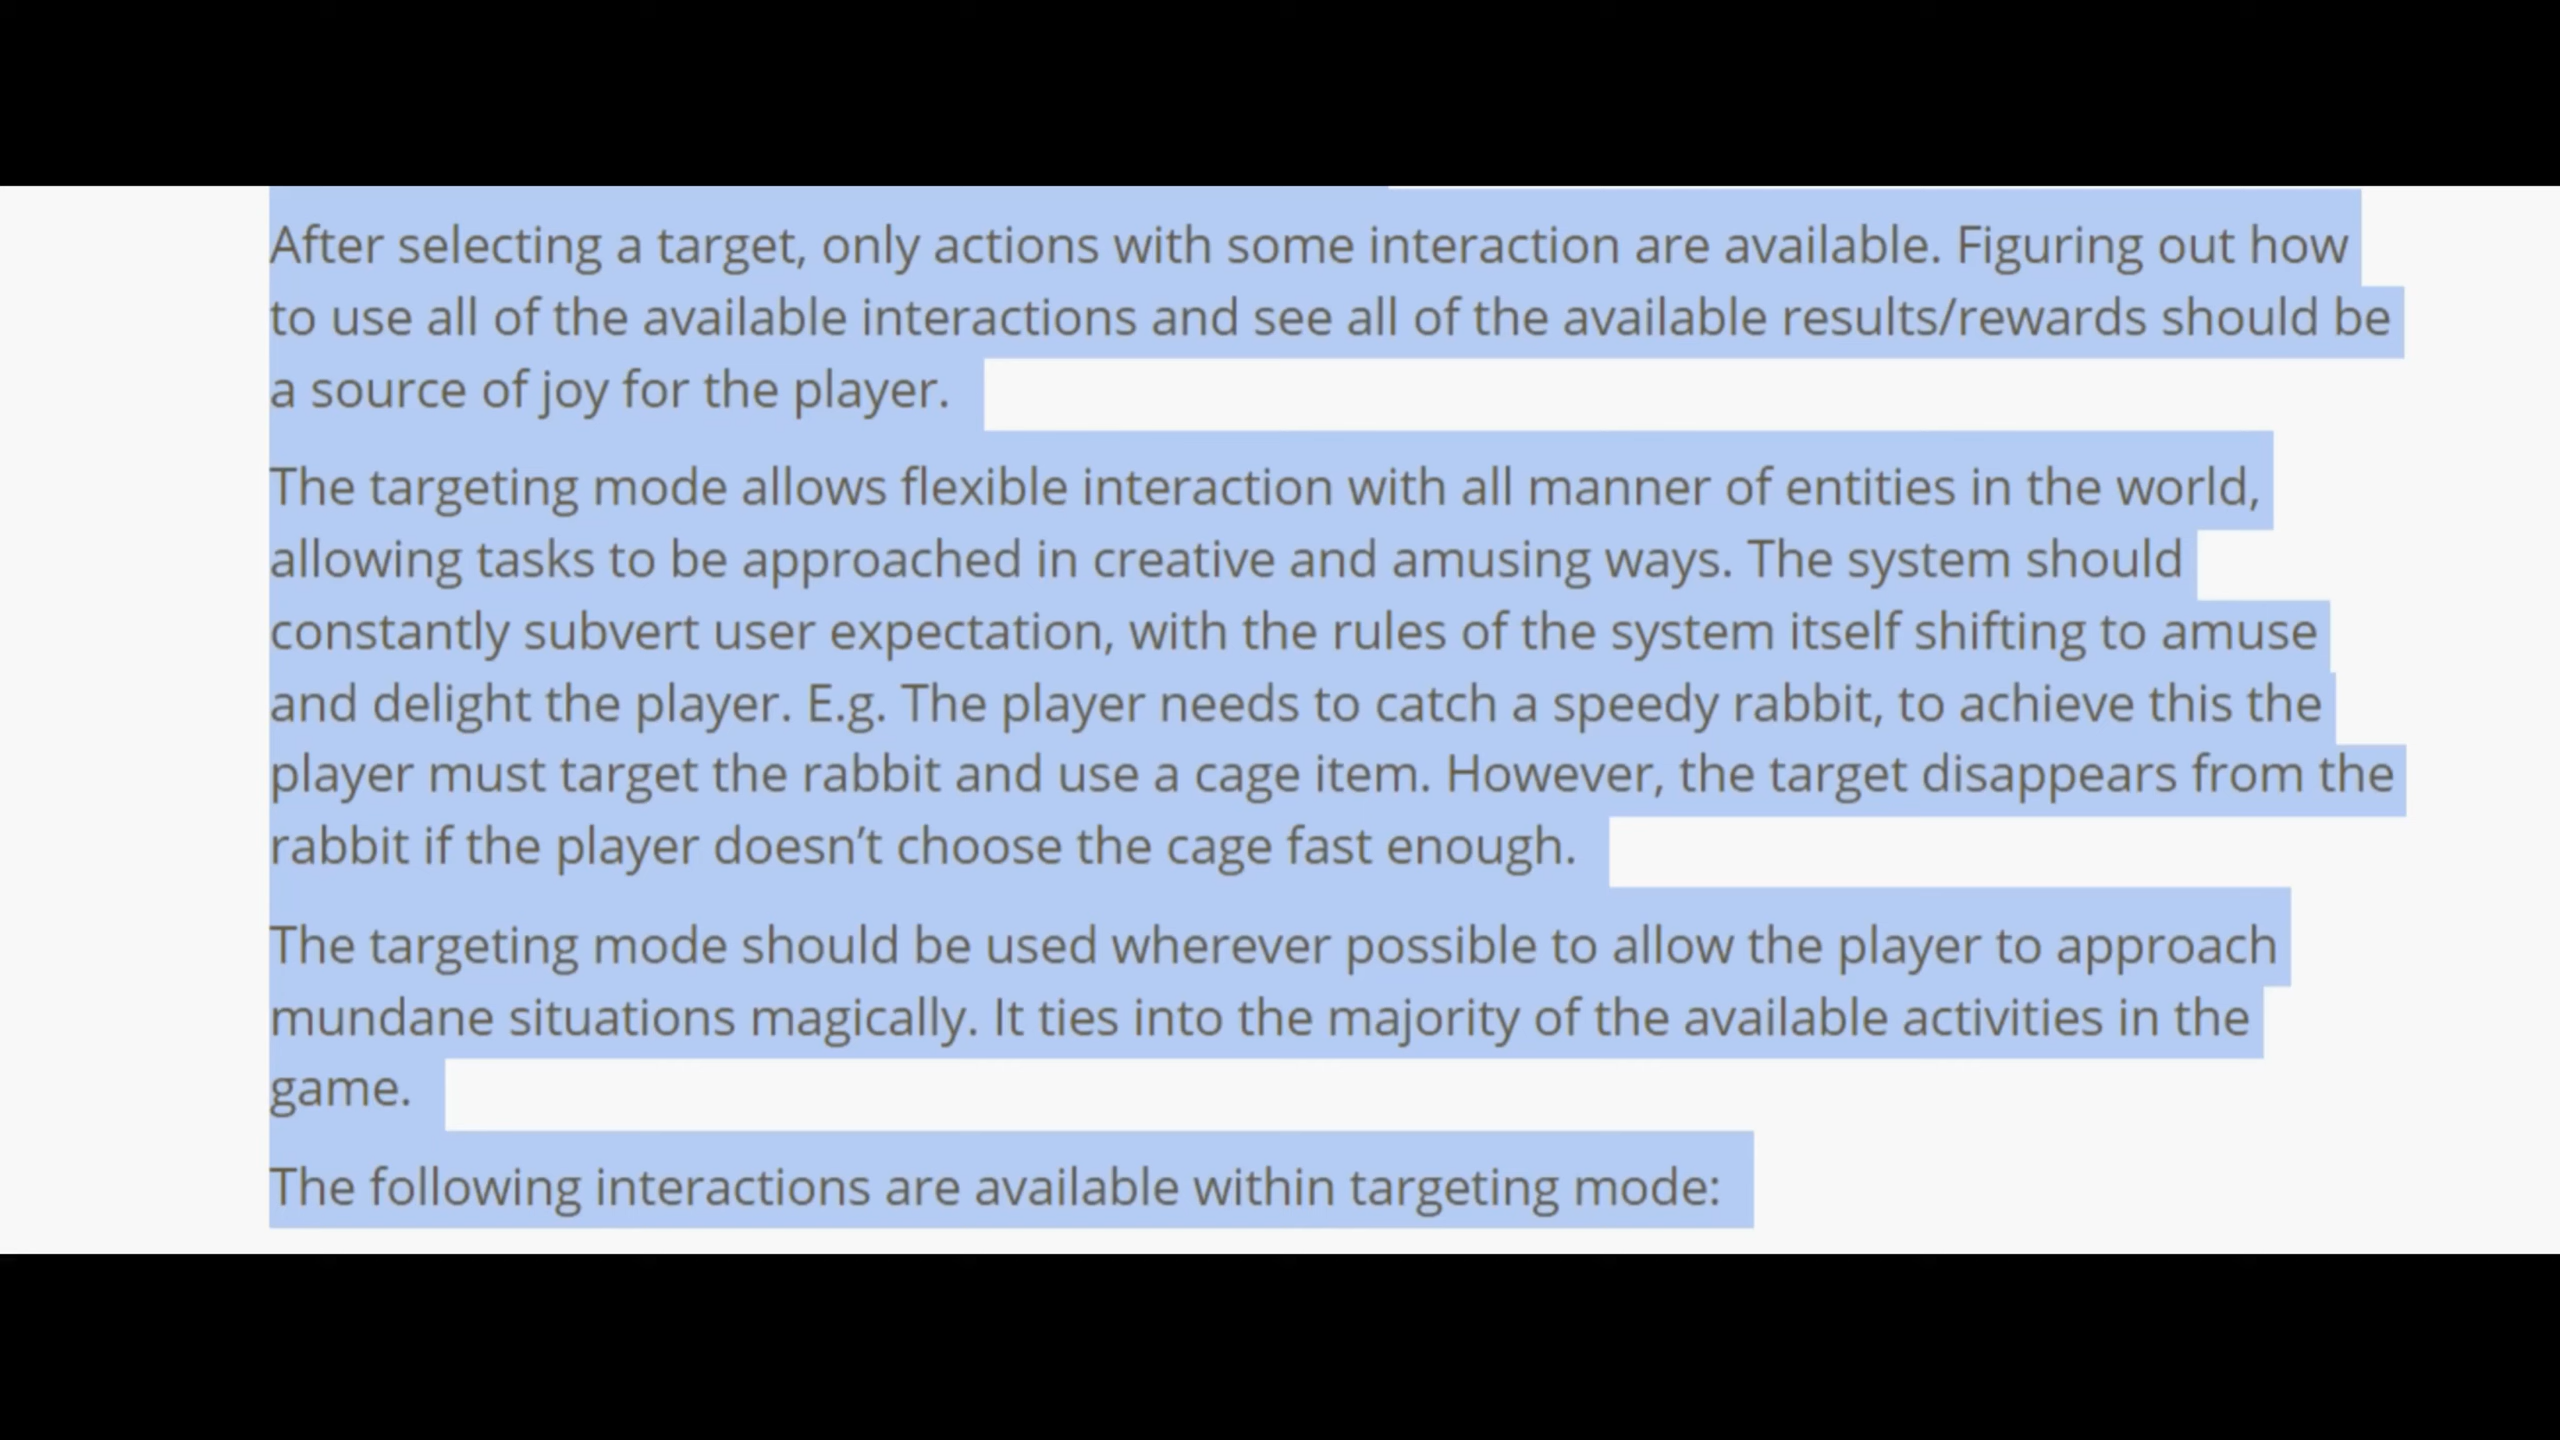 After selecting a target, only actions with some interaction are available. Figuring out how
to use all of the available interactions and see all of the available results/rewards should be
a source of joy for the player.
The targeting mode allows flexible interaction with all manner of entities in the world,
allowing tasks to be approached in creative and amusing ways. The system should
constantly subvert user expectation, with the rules of the system itself shifting to amuse
and delight the player. E.g. The player needs to catch a speedy rabbit, to achieve this the
player must target the rabbit and use a cage item. However, the target disappears from the
rabbit if the player doesn’t choose the cage fast enough.
The targeting mode should be used wherever possible to allow the player to approach
mundane situations magically. It ties into the majority of the available activities in the
game.
The following interactions are available within targeting mode: